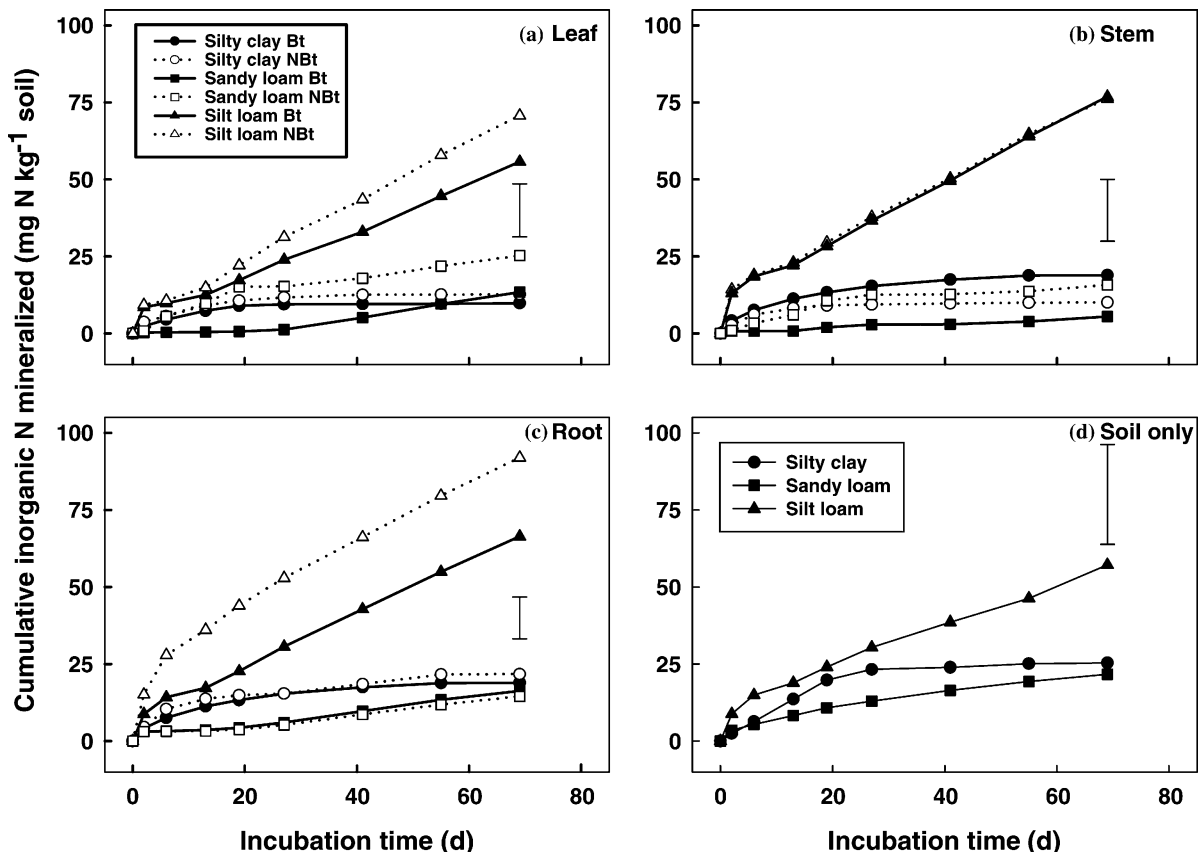 Cumulative inorganic N mineralized (mg N kg⁻¹ soil)
100
75
50
25
0
Silty clay Bt
Silty clay NBt
Sandy loam Bt
Sandy loam NBt
Silt loam Bt
Silt loam NBt
(a) Leaf
100
75
50
25
0
(b) Stem
100
75
50
25
0
(c) Root
0 20 40 60 80
Incubation time (d)
100
75
50
25
0
Silty clay
Sandy loam
Silt loam
(d) Soil only
0 20 40 60 80
Incubation time (d)